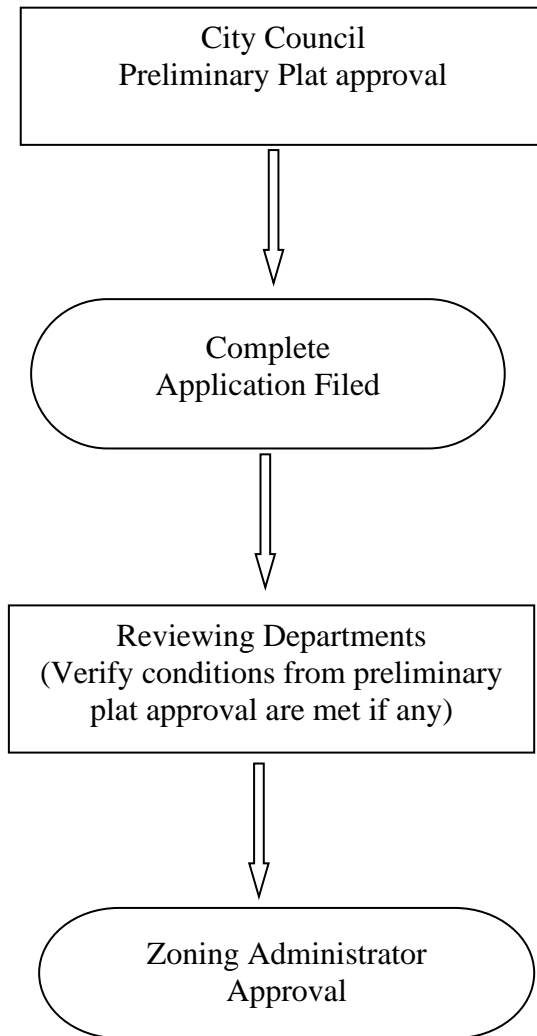 City Council
Preliminary Plat approval
Complete
Application Filed
Reviewing Departments
(Verify conditions from preliminary
plat approval are met if any)
Zoning Administrator
Approval